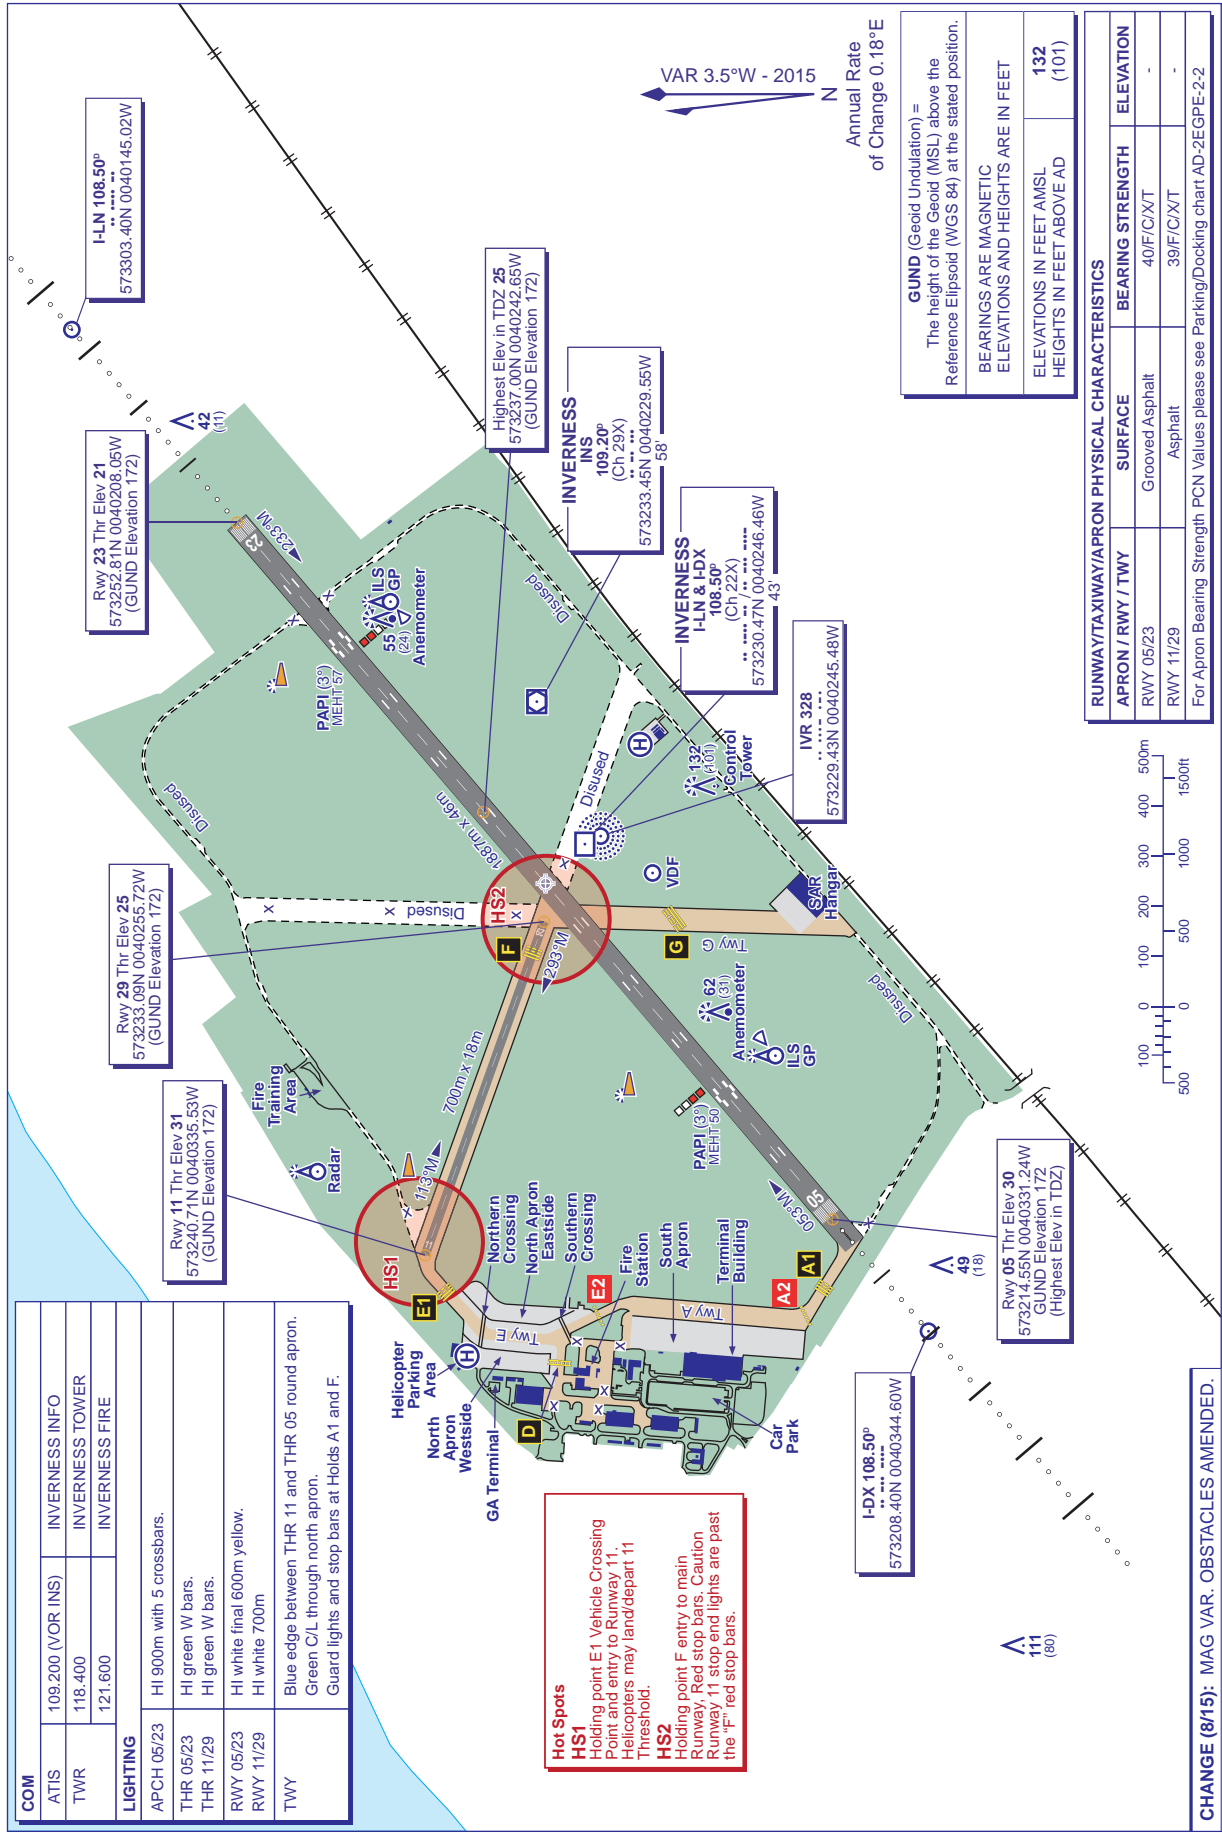 COM
ATIS 109.200 (VOR INS) INVERNESS INFO
TWR 118.400 INVERNESS TOWER
121.600 INVERNESS FIRE
LIGHTING
APCH 05/23 HI 900m with 5 crossbars.
THR 05/23 HI green W bars.
THR 11/29 HI green W bars.
RWY 05/23 HI white final 600m yellow.
RWY 11/29 HI white 700m
TWY Blue edge between THR 11 and THR 05 round apron.
Green C/L through north apron.
Guard lights and stop bars at Holds A1 and F.
Rwy 11 Thr Elev 31
573240.71N 0040335.53W
(GUND Elevation 172)
Rwy 29 Thr Elev 25
573233.09N 0040255.72W
(GUND Elevation 172)
Rwy 23 Thr Elev 21
573252.81N 0040208.05W
(GUND Elevation 172)
I-LN 108.50ᴰ
573303.40N 0040145.02W
42
(11)
23
233°M
ILS
GP
55
(24)
Anemometer
PAPI (3°)
MEHT 57
Disused
Disused
Disused
Disused
Disused
1887m x 46m
Highest Elev in TDZ 25
573237.00N 0040242.65W
(GUND Elevation 172)
INVERNESS
INS
109.20ᴰ
(Ch 29X)
573233.45N 0040229.55W
58'
INVERNESS
I-LN & I-DX
108.50ᴰ
(Ch 22X)
573230.47N 0040246.46W
43'
IVR 328
573229.43N 0040245.48W
H
132
(101)
Control
Tower
VDF
SAR
Hangar
HS2
F
293°M
29
G
Twy G
700m x 18m
Fire
Training
Area
Radar
113°M
HS1
E1
62
(31)
Anemometer
ILS
GP
PAPI (3°)
MEHT 50
053°M
05
Northern
Crossing
North Apron
Eastside
Southern
Crossing
Fire
Station
South
Apron
Terminal
Building
E2
A2
A1
Twy A
Twy E
H
Helicopter
Parking
Area
North
Apron
Westside
GA Terminal
D
Car
Park
49
(18)
Rwy 05 Thr Elev 30
573214.55N 0040331.24W
GUND Elevation 172
(Highest Elev in TDZ)
I-DX 108.50ᴰ
573208.40N 0040344.60W
111
(80)
Hot Spots
HS1
Holding point E1 Vehicle Crossing
Point and entry to Runway 11.
Helicopters may land/depart 11
Threshold.
HS2
Holding point F entry to main
Runway, Red stop bars. Caution
Runway 11 stop end lights are past
the "F" red stop bars.
VAR 3.5°W - 2015
N
Annual Rate
of Change 0.18°E
GUND (Geoid Undulation) =
The height of the Geoid (MSL) above the
Reference Elipsoid (WGS 84) at the stated position.
BEARINGS ARE MAGNETIC
ELEVATIONS AND HEIGHTS ARE IN FEET
ELEVATIONS IN FEET AMSL 132
HEIGHTS IN FEET ABOVE AD (101)
RUNWAY/TAXIWAY/APRON PHYSICAL CHARACTERISTICS
APRON / RWY / TWY SURFACE BEARING STRENGTH ELEVATION
RWY 05/23 Grooved Asphalt 40/F/C/X/T -
RWY 11/29 Asphalt 39/F/C/X/T -
For Apron Bearing Strength PCN Values please see Parking/Docking chart AD-2EGPE-2-2
100 0 100 200 300 400 500m
500 0 500 1000 1500ft
CHANGE (8/15): MAG VAR. OBSTACLES AMENDED.